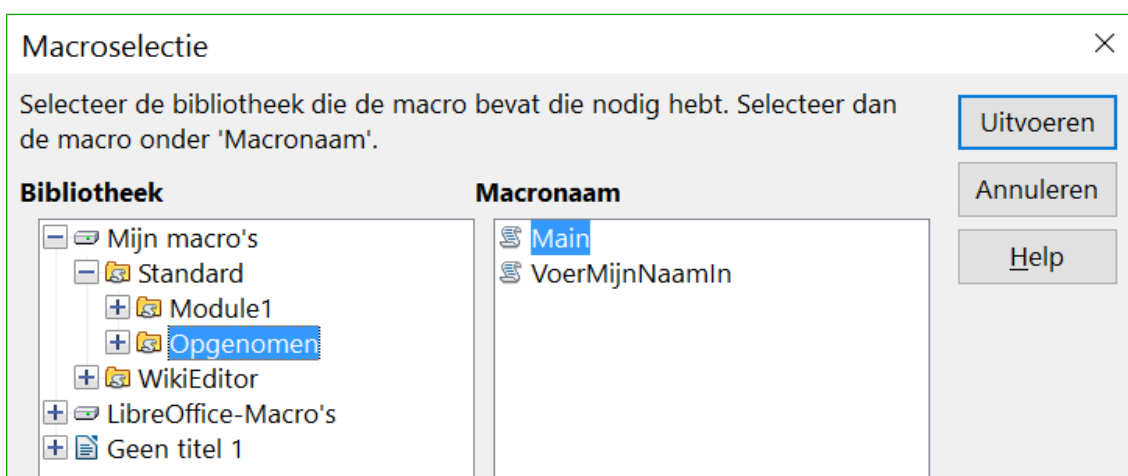 Macroselectie
Selecteer de bibliotheek die de macro bevat die nodig hebt. Selecteer dan
de macro onder 'Macronaam'.
Uitvoeren
Annuleren
Help
Bibliotheek
Macronaam
Mijn macro's
Standard
Module1
Opgenomen
WikiEditor
LibreOffice-Macro's
Geen titel 1
Main
VoerMijnNaamIn